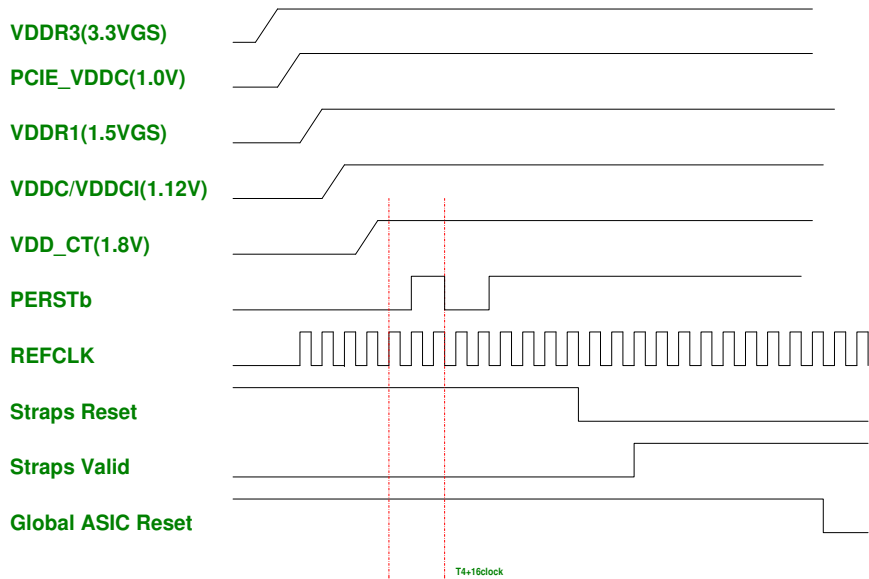 VDDR3(3.3VGS)
PCIE_VDDC(1.0V)
VDDR1(1.5VGS)
VDDC/VDDCI(1.12V)
VDD_CT(1.8V)
PERSTb
REFCLK
Straps Reset
Straps Valid
Global ASIC Reset
T4+16clock